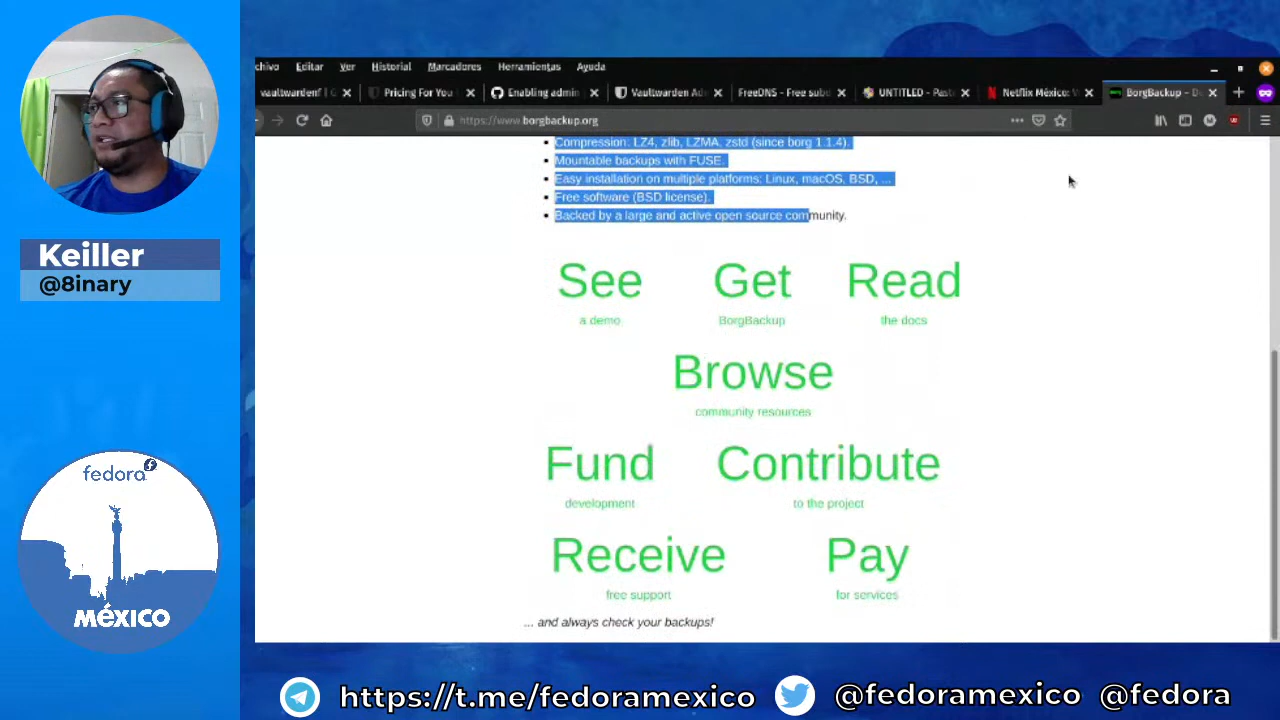 Keiller
@8inary
fedora
MÉXICO
chivo Editar Ver Historial Marcadores Herramientas Ayuda
vaultwardenf | G Pricing For You | Enabling admin Vaultwarden Ad FreeDNS - Free subd UNTITLED - Past Netflix México: V BorgBackup – D
https://www.borgbackup.org
Compression: LZ4, zlib, LZMA, zstd (since borg 1.1.4).
Mountable backups with FUSE.
Easy installation on multiple platforms: Linux, macOS, BSD, ...
Free software (BSD license).
Backed by a large and active open source community.
See Get Read
a demo BorgBackup the docs
Browse
community resources
Fund Contribute
development to the project
Receive Pay
free support for services
... and always check your backups!
https://t.me/fedoramexico @fedoramexico @fedora